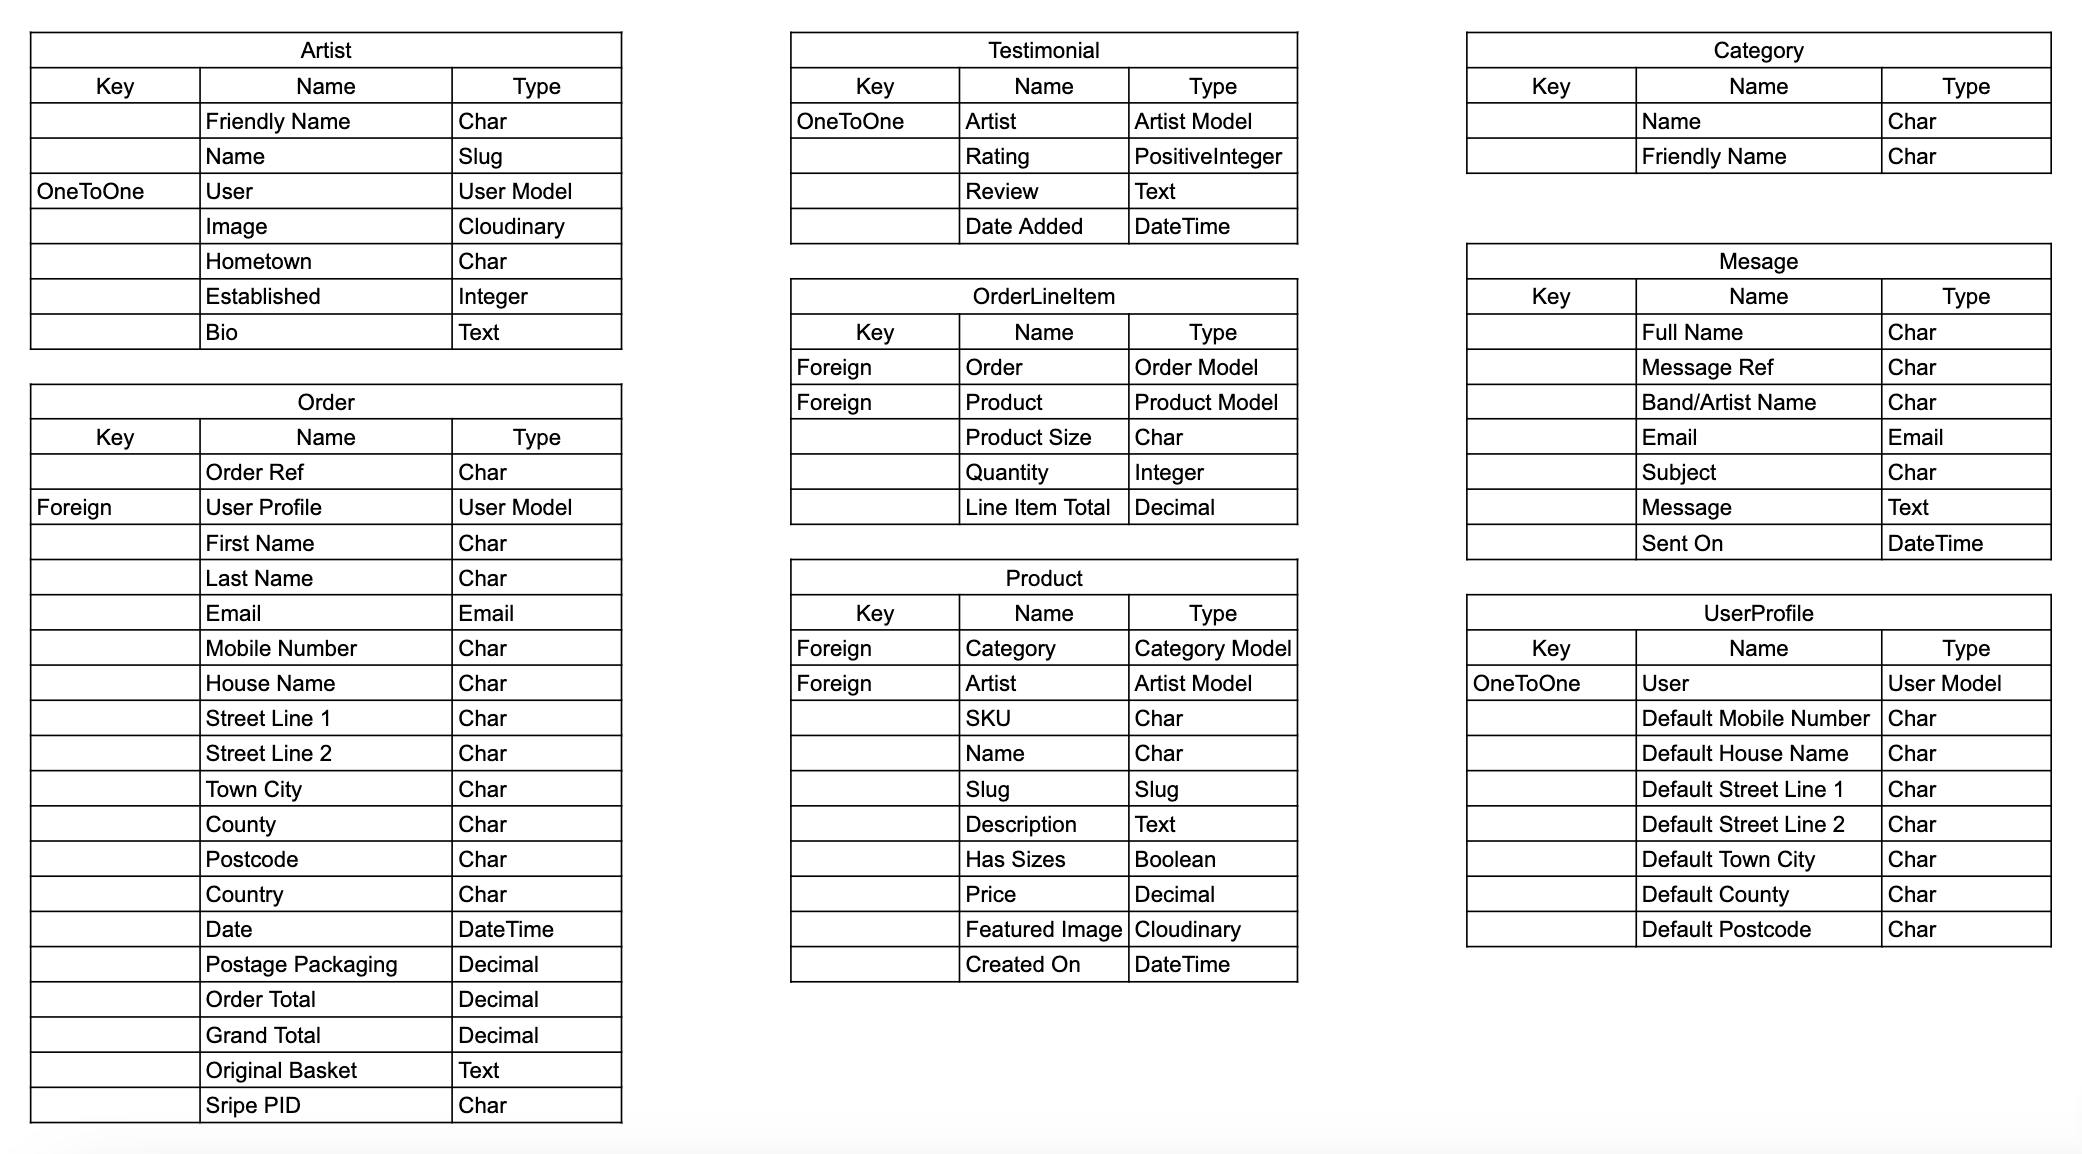 Artist
Key Name Type
Friendly Name Char
Name Slug
OneToOne User User Model
Image Cloudinary
Hometown Char
Established Integer
Bio Text
Order
Key Name Type
Order Ref Char
Foreign User Profile User Model
First Name Char
Last Name Char
Email Email
Mobile Number Char
House Name Char
Street Line 1 Char
Street Line 2 Char
Town City Char
County Char
Postcode Char
Country Char
Date DateTime
Postage Packaging Decimal
Order Total Decimal
Grand Total Decimal
Original Basket Text
Sripe PID Char
Testimonial
Key Name Type
OneToOne Artist Artist Model
Rating PositiveInteger
Review Text
Date Added DateTime
OrderLineItem
Key Name Type
Foreign Order Order Model
Foreign Product Product Model
Product Size Char
Quantity Integer
Line Item Total Decimal
Product
Key Name Type
Foreign Category Category Model
Foreign Artist Artist Model
SKU Char
Name Char
Slug Slug
Description Text
Has Sizes Boolean
Price Decimal
Featured Image Cloudinary
Created On DateTime
Category
Key Name Type
Name Char
Friendly Name Char
Mesage
Key Name Type
Full Name Char
Message Ref Char
Band/Artist Name Char
Email Email
Subject Char
Message Text
Sent On DateTime
UserProfile
Key Name Type
OneToOne User User Model
Default Mobile Number Char
Default House Name Char
Default Street Line 1 Char
Default Street Line 2 Char
Default Town City Char
Default County Char
Default Postcode Char